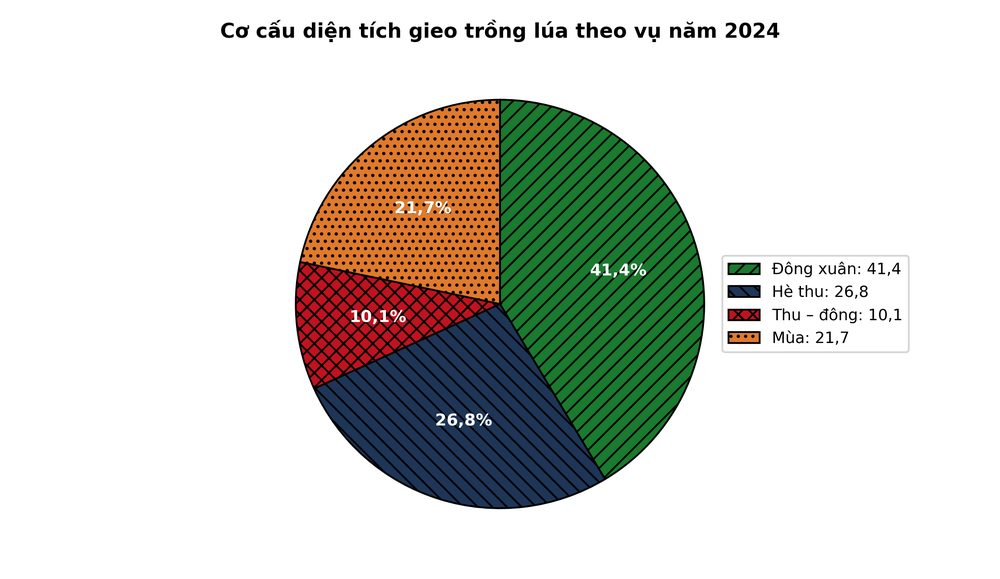 Cơ cấu diện tích gieo trồng lúa theo vụ năm 2024
21,7%
41,4%
10,1%
26,8%
Đông xuân: 41,4
Hè thu: 26,8
Thu – đông: 10,1
Mùa: 21,7